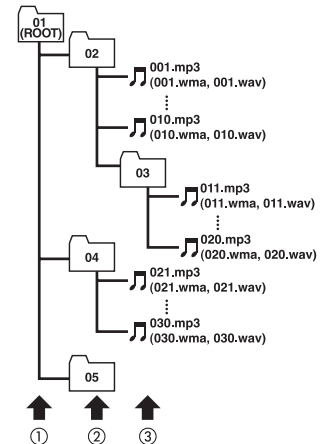 01
(ROOT)
02
001.mp3
(001.wma, 001.wav)
010.mp3
(010.wma, 010.wav)
03
011.mp3
(011.wma, 011.wav)
020.mp3
(020.wma, 020.wav)
04
021.mp3
(021.wma, 021.wav)
030.mp3
(030.wma, 030.wav)
05
① ② ③